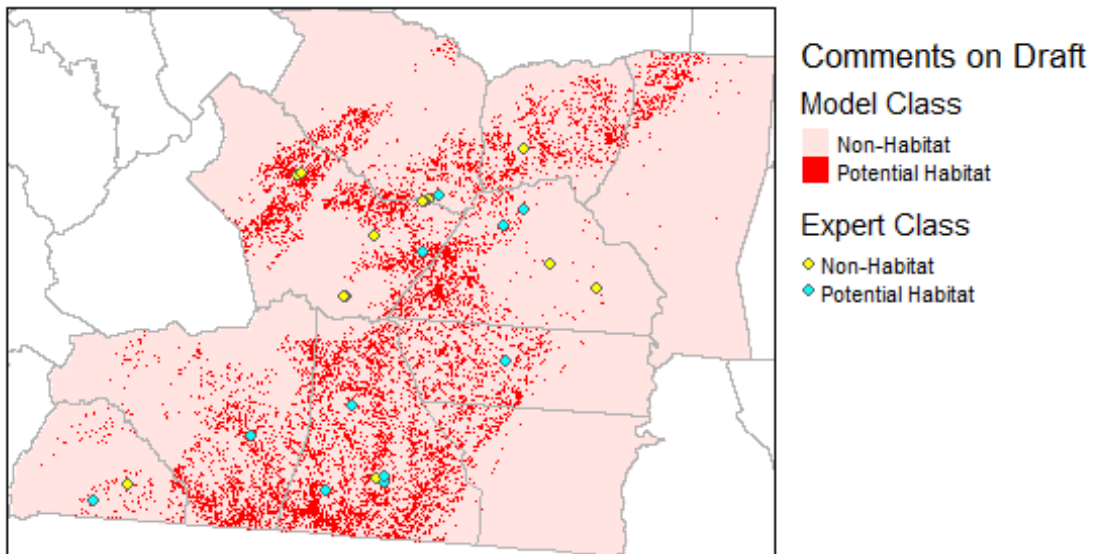 Comments on Draft
Model Class
Non-Habitat
Potential Habitat
Expert Class
Non-Habitat
Potential Habitat